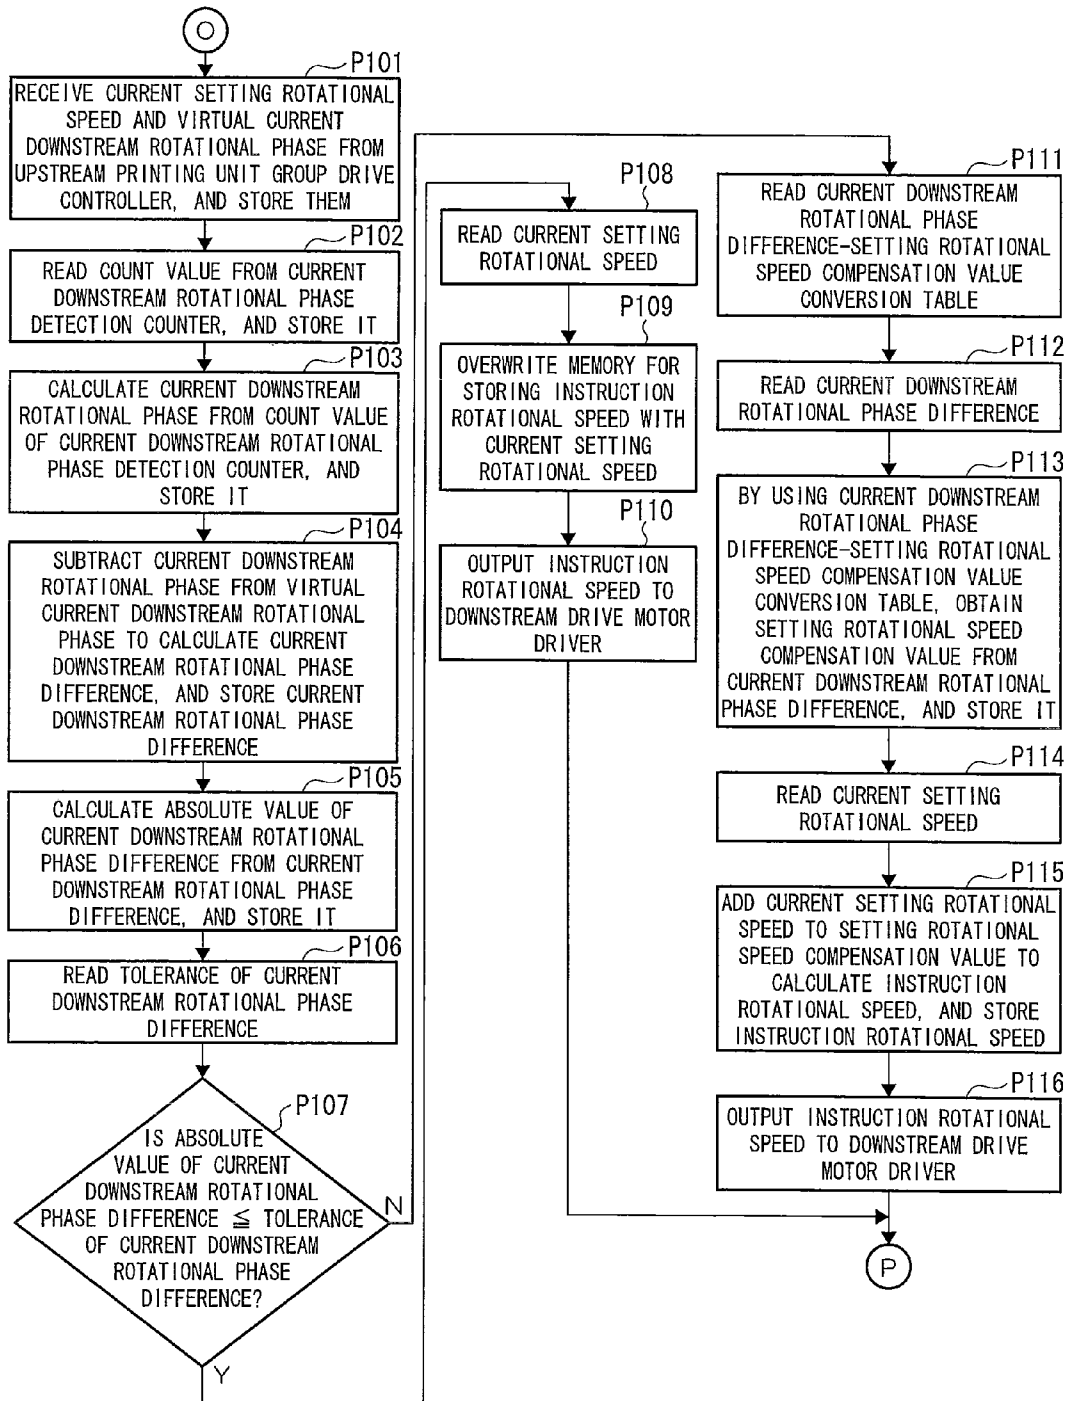 O
P101
RECEIVE CURRENT SETTING ROTATIONAL
SPEED AND VIRTUAL CURRENT
DOWNSTREAM ROTATIONAL PHASE FROM
UPSTREAM PRINTING UNIT GROUP DRIVE
CONTROLLER, AND STORE THEM
P102
READ COUNT VALUE FROM CURRENT
DOWNSTREAM ROTATIONAL PHASE
DETECTION COUNTER, AND STORE IT
P103
CALCULATE CURRENT DOWNSTREAM
ROTATIONAL PHASE FROM COUNT VALUE
OF CURRENT DOWNSTREAM ROTATIONAL
PHASE DETECTION COUNTER, AND
STORE IT
P104
SUBTRACT CURRENT DOWNSTREAM
ROTATIONAL PHASE FROM VIRTUAL
CURRENT DOWNSTREAM ROTATIONAL
PHASE TO CALCULATE CURRENT
DOWNSTREAM ROTATIONAL PHASE
DIFFERENCE, AND STORE CURRENT
DOWNSTREAM ROTATIONAL PHASE
DIFFERENCE
P105
CALCULATE ABSOLUTE VALUE OF
CURRENT DOWNSTREAM ROTATIONAL
PHASE DIFFERENCE FROM CURRENT
DOWNSTREAM ROTATIONAL PHASE
DIFFERENCE, AND STORE IT
P106
READ TOLERANCE OF CURRENT
DOWNSTREAM ROTATIONAL PHASE
DIFFERENCE
P107
IS ABSOLUTE
VALUE OF CURRENT
DOWNSTREAM ROTATIONAL
PHASE DIFFERENCE ≦ TOLERANCE
OF CURRENT DOWNSTREAM
ROTATIONAL PHASE
DIFFERENCE?
N
Y
P108
READ CURRENT SETTING
ROTATIONAL SPEED
P109
OVERWRITE MEMORY FOR
STORING INSTRUCTION
ROTATIONAL SPEED WITH
CURRENT SETTING
ROTATIONAL SPEED
P110
OUTPUT INSTRUCTION
ROTATIONAL SPEED TO
DOWNSTREAM DRIVE MOTOR
DRIVER
P111
READ CURRENT DOWNSTREAM
ROTATIONAL PHASE
DIFFERENCE-SETTING ROTATIONAL
SPEED COMPENSATION VALUE
CONVERSION TABLE
P112
READ CURRENT DOWNSTREAM
ROTATIONAL PHASE DIFFERENCE
P113
BY USING CURRENT DOWNSTREAM
ROTATIONAL PHASE
DIFFERENCE-SETTING ROTATIONAL
SPEED COMPENSATION VALUE
CONVERSION TABLE, OBTAIN
SETTING ROTATIONAL SPEED
COMPENSATION VALUE FROM
CURRENT DOWNSTREAM ROTATIONAL
PHASE DIFFERENCE, AND STORE IT
P114
READ CURRENT SETTING
ROTATIONAL SPEED
P115
ADD CURRENT SETTING ROTATIONAL
SPEED TO SETTING ROTATIONAL
SPEED COMPENSATION VALUE TO
CALCULATE INSTRUCTION
ROTATIONAL SPEED, AND STORE
INSTRUCTION ROTATIONAL SPEED
P116
OUTPUT INSTRUCTION ROTATIONAL
SPEED TO DOWNSTREAM DRIVE
MOTOR DRIVER
P